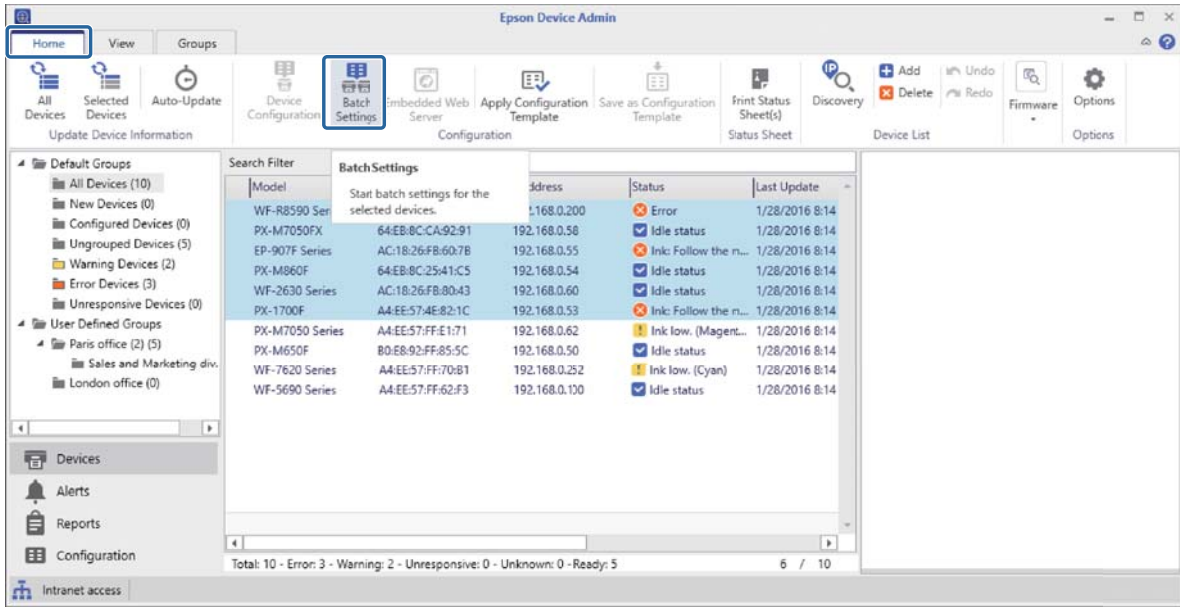 Epson Device Admin
Home View Groups
All Devices
Selected Devices
Auto-Update
Update Device Information
Device Configuration
Batch Settings
Embedded Web Server
Apply Configuration Template
Save as Configuration Template
Configuration
Print Status Sheet(s)
Status Sheet
IP
Discovery
Add
Delete
Undo
Redo
Device List
Firmware
Options
Options
Default Groups
All Devices (10)
New Devices (0)
Configured Devices (0)
Ungrouped Devices (5)
Warning Devices (2)
Error Devices (3)
Unresponsive Devices (0)
User Defined Groups
Paris office (2) (5)
Sales and Marketing div.
London office (0)
Devices
Alerts
Reports
Configuration
Search Filter
Batch Settings
Start batch settings for the
selected devices.
Model ddress Status Last Update
WF-R8590 Ser 2.168.0.200 Error 1/28/2016 8:14
PX-M7050FX 64:EB:8C:CA:92:91 192.168.0.58 Idle status 1/28/2016 8:14
EP-907F Series AC:18:26:FB:60:7B 192.168.0.55 Ink: Follow the n... 1/28/2016 8:14
PX-M860F 64:EB:8C:25:41:C5 192.168.0.54 Idle status 1/28/2016 8:14
WF-2630 Series AC:18:26:FB:80:43 192.168.0.60 Idle status 1/28/2016 8:14
PX-1700F A4:EE:57:4E:82:1C 192.168.0.53 Ink: Follow the n... 1/28/2016 8:14
PX-M7050 Series A4:EE:57:FF:E1:71 192.168.0.62 Ink low. (Magent... 1/28/2016 8:14
PX-M650F B0:E8:92:FF:85:5C 192.168.0.50 Idle status 1/28/2016 8:14
WF-7620 Series A4:EE:57:FF:70:B1 192.168.0.252 Ink low. (Cyan) 1/28/2016 8:14
WF-5690 Series A4:EE:57:FF:62:F3 192.168.0.100 Idle status 1/28/2016 8:14
Total: 10 - Error: 3 - Warning: 2 - Unresponsive: 0 - Unknown: 0 -Ready: 5 6 / 10
Intranet access